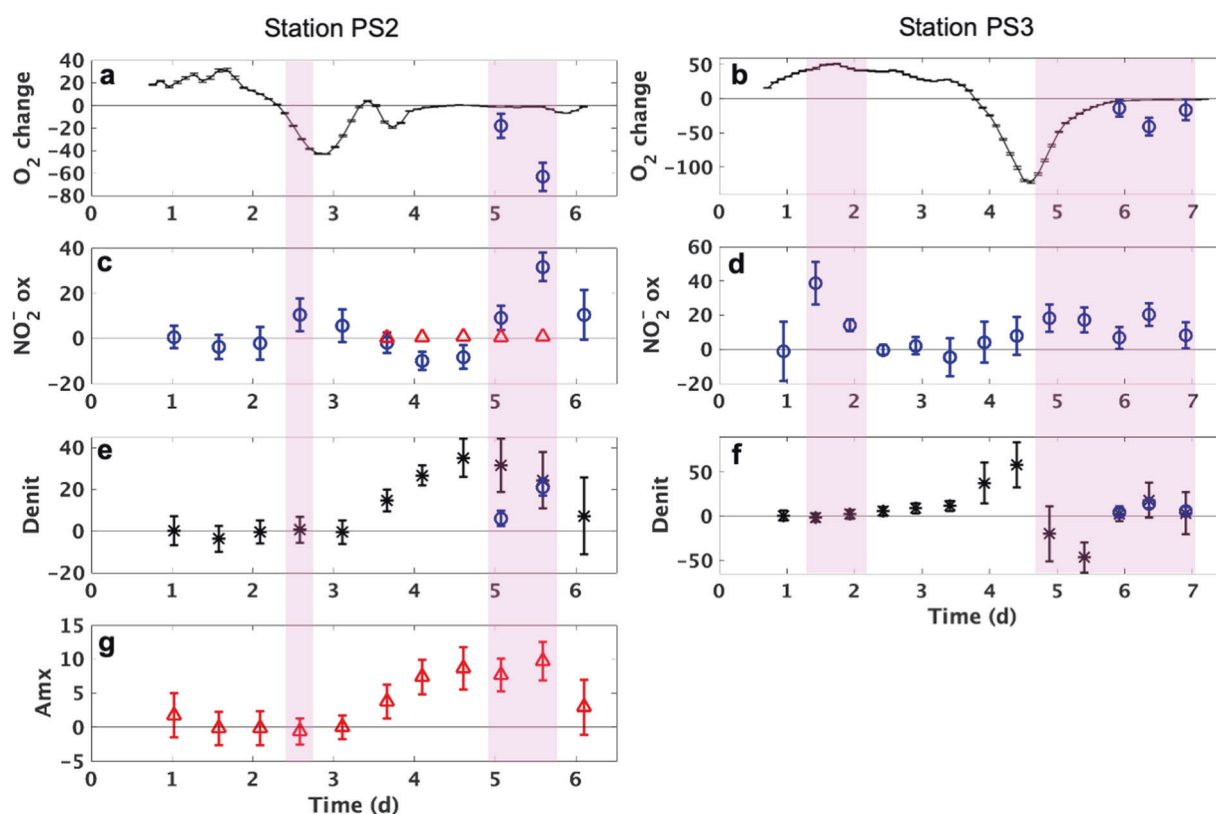 Station PS2
Station PS3
a
O2 change
40
20
0
-20
-40
-60
-80
0 1 2 3 4 5 6
b
O2 change
50
0
-50
-100
0 1 2 3 4 5 6 7
c
NO2- ox
40
20
0
-20
0 1 2 3 4 5 6
d
NO2- ox
60
40
20
0
-20
0 1 2 3 4 5 6 7
e
Denit
40
20
0
-20
0 1 2 3 4 5 6
f
Denit
50
0
-50
0 1 2 3 4 5 6 7
Time (d)
g
Amx
15
10
5
0
-5
0 1 2 3 4 5 6
Time (d)